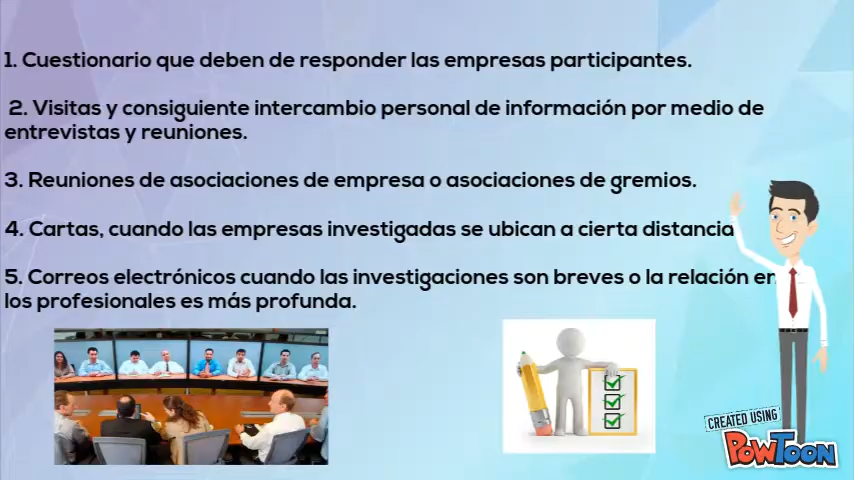 1. Cuestionario que deben de responder las empresas participantes.
2. Visitas y consiguiente intercambio personal de información por medio de
entrevistas y reuniones.
3. Reuniones de asociaciones de empresa o asociaciones de gremios.
4. Cartas, cuando las empresas investigadas se ubican a cierta distancia
5. Correos electrónicos cuando las investigaciones son breves o la relación
los profesionales es más profunda.
CREATED USING
POWTOON